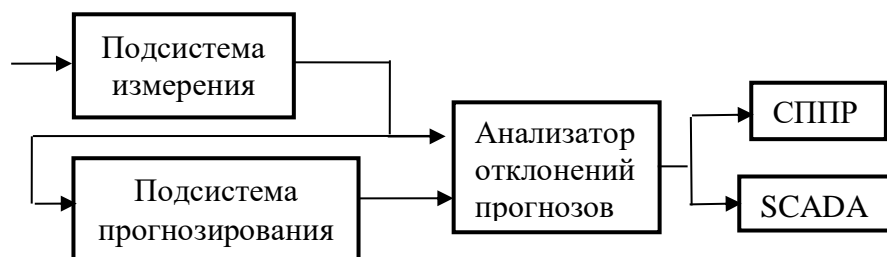 Подсистема
измерения
Подсистема
прогнозирования
Анализатор
отклонений
прогнозов
СППР
SCADA